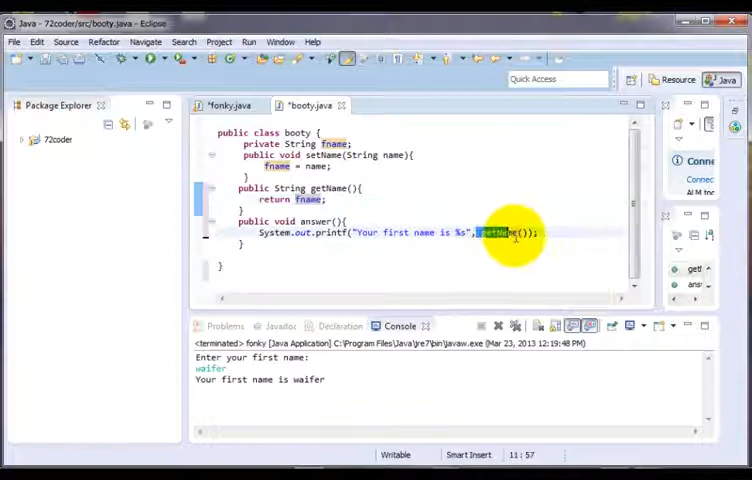 Java - 72coder/src/booty.java - Eclipse
File Edit Source Refactor Navigate Search Project Run Window Help
Quick Access Resource Java
Package Explorer
72coder
*fonky.java *booty.java
public class booty {
private String fname;
public void setName(String name){
fname = name;
}
public String getName(){
return fname;
}
public void answer(){
System.out.printf("Your first name is %s", getName());
}
}
Conne
Connec
ALM too
get
ans
Problems Javadoc Declaration Console
<terminated> fonky [Java Application] C:\Program Files\Java\jre7\bin\javaw.exe (Mar 23, 2013 12:19:48 PM)
Enter your first name:
waifer
Your first name is waifer
Writable Smart Insert 11 : 57